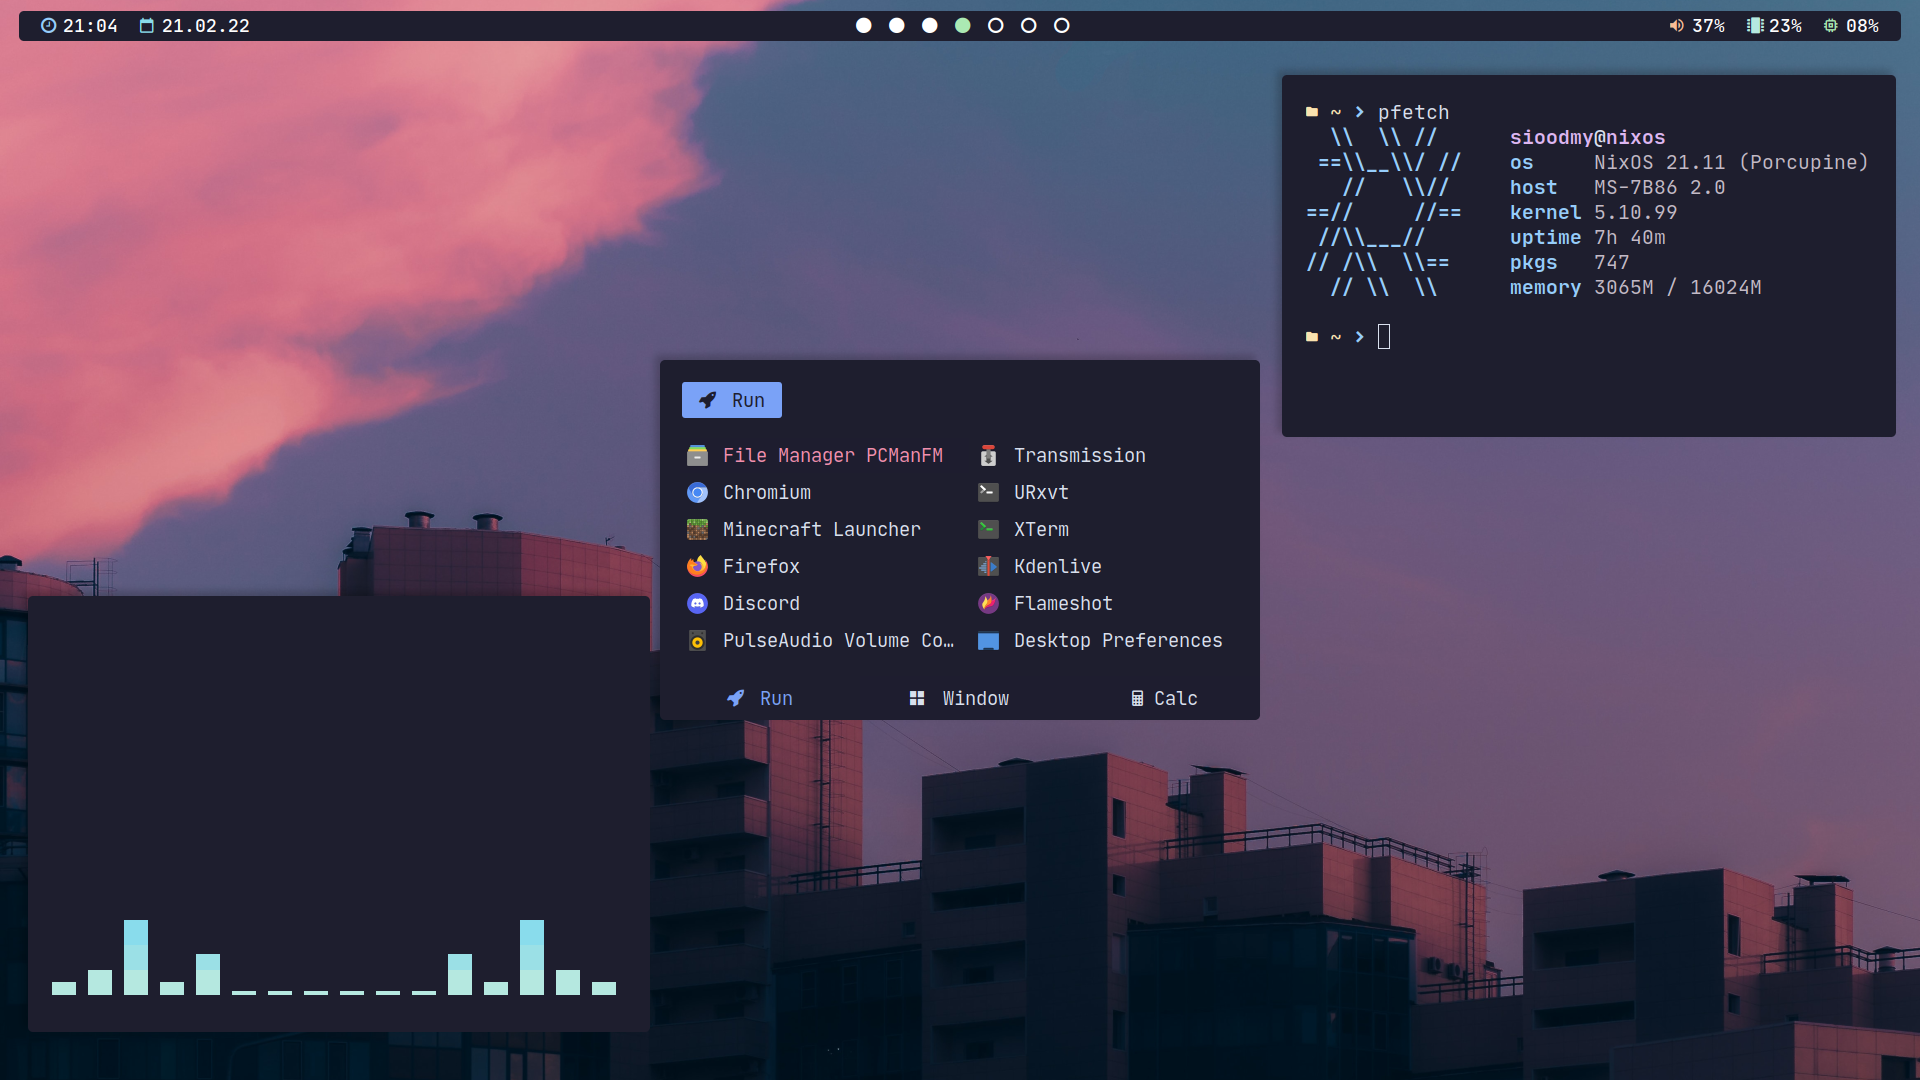 21:04 21.02.22 37% 23% 08%
~ > pfetch
  \\  \\ //     sioodmy@nixos
 ==\\__\\/ //    os     NixOS 21.11 (Porcupine)
   //   \\//     host   MS-7B86 2.0
==//     //==    kernel 5.10.99
 //\\___//       uptime 7h 40m
// /\\  \\==     pkgs   747
  // \\  \\      memory 3065M / 16024M
~ >
Run
File Manager PCManFM
Chromium
Minecraft Launcher
Firefox
Discord
PulseAudio Volume Co…
Transmission
URxvt
XTerm
Kdenlive
Flameshot
Desktop Preferences
Run Window Calc